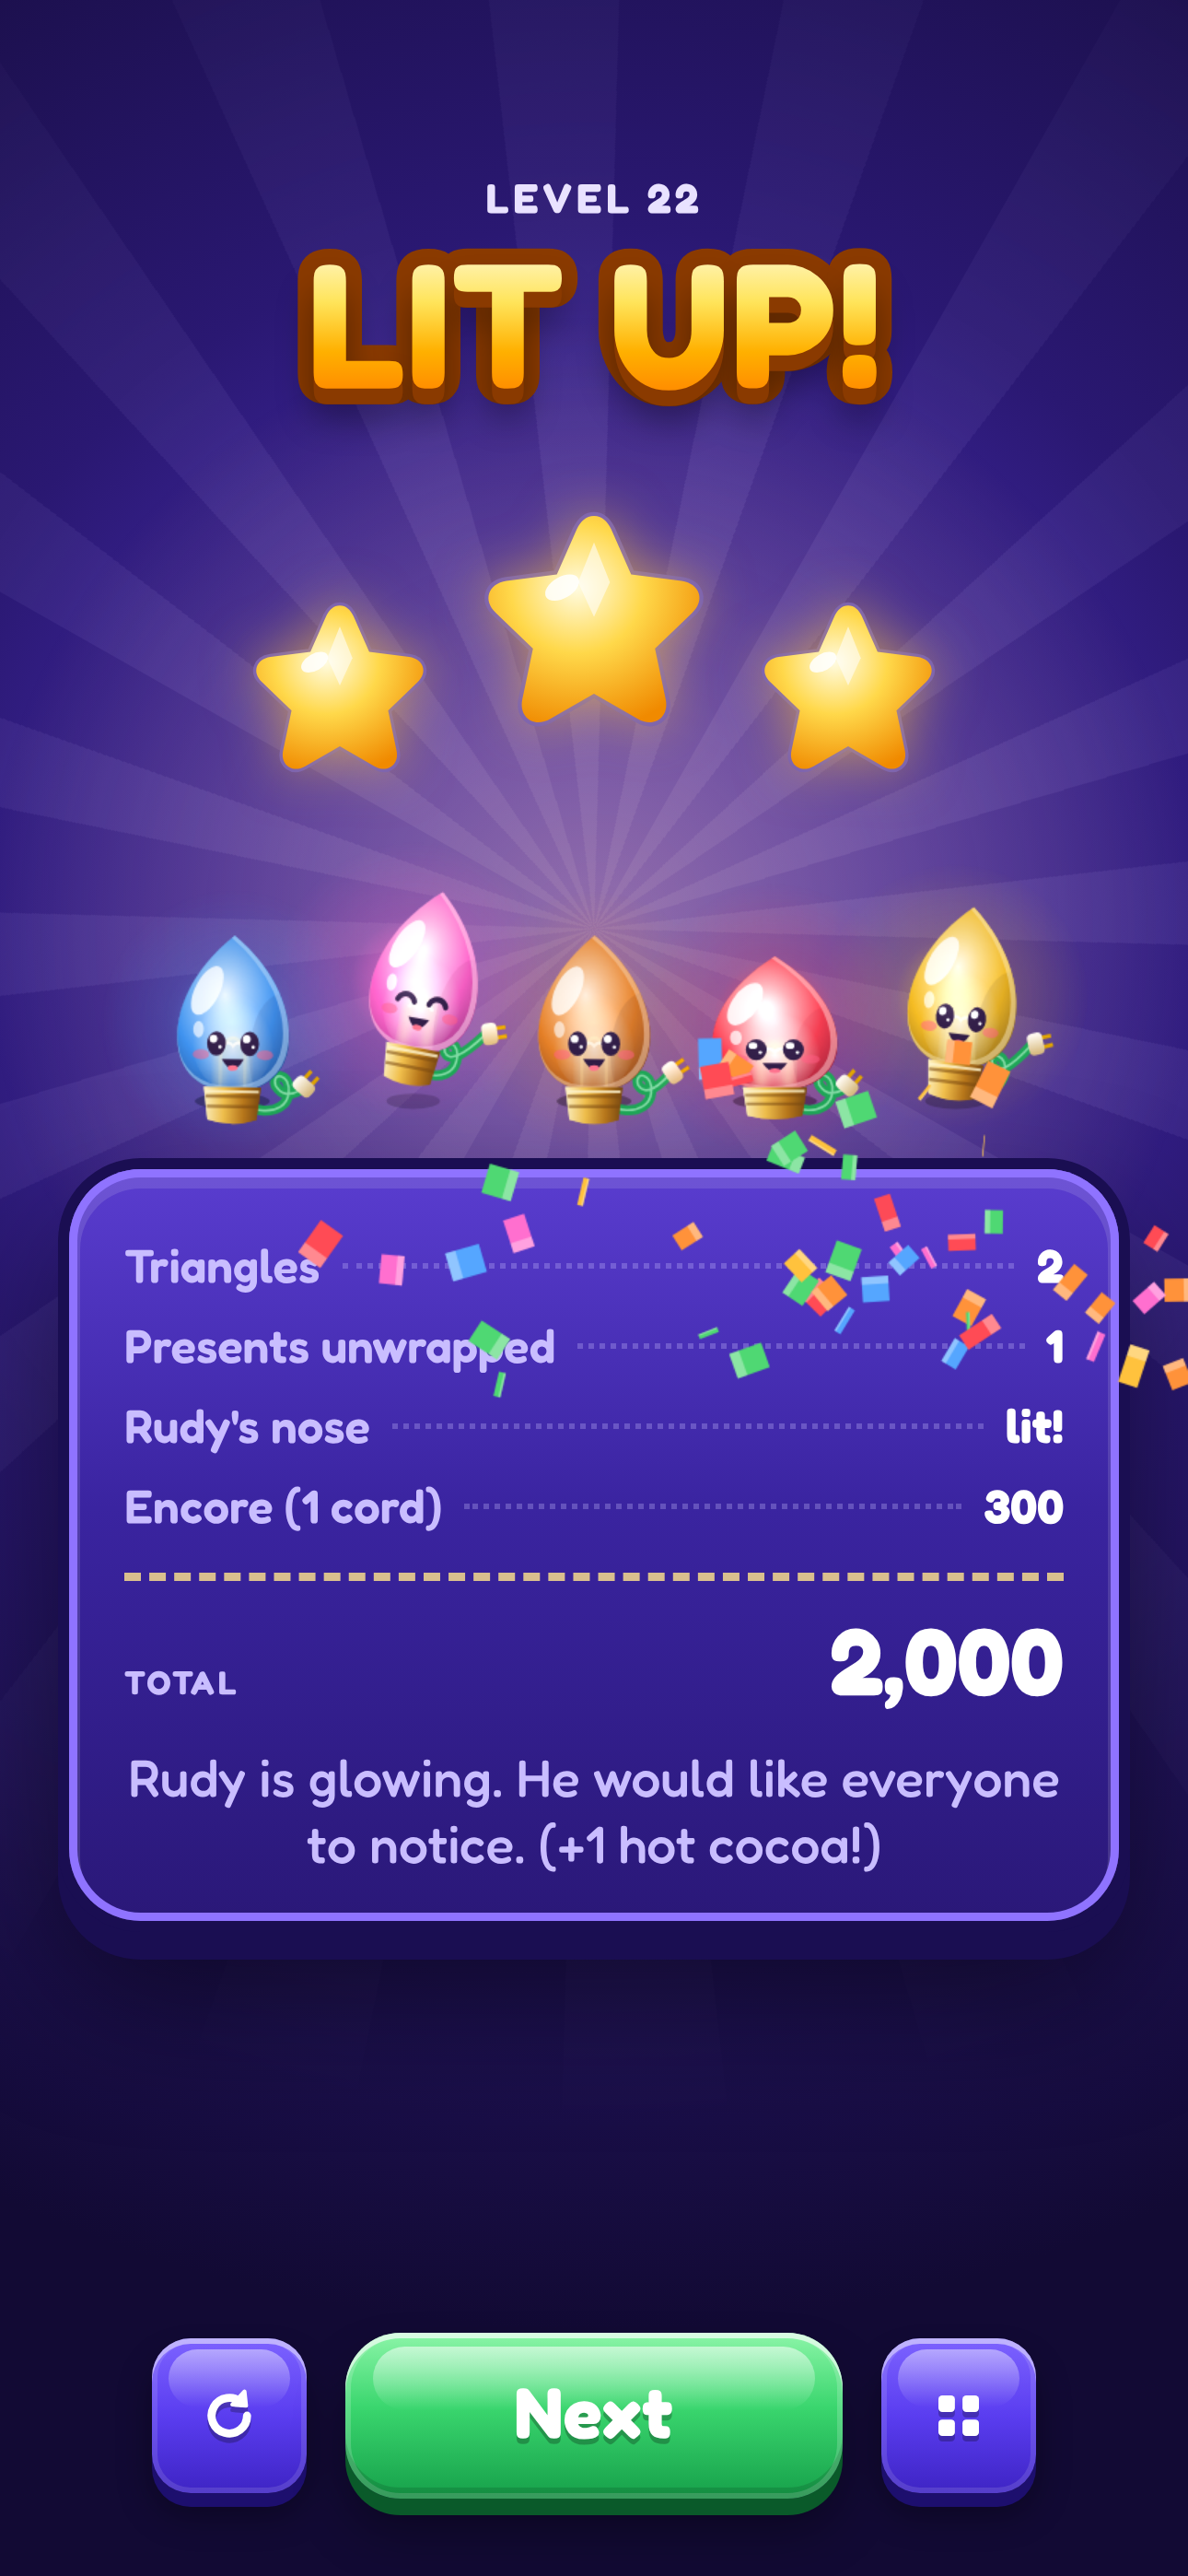 LEVEL 22
LIT UP!
Triangles 2
Presents unwrapped 1
Rudy's nose lit!
Encore (1 cord) 300
TOTAL 2,000
Rudy is glowing. He would like everyone
to notice. (+1 hot cocoa!)
Next